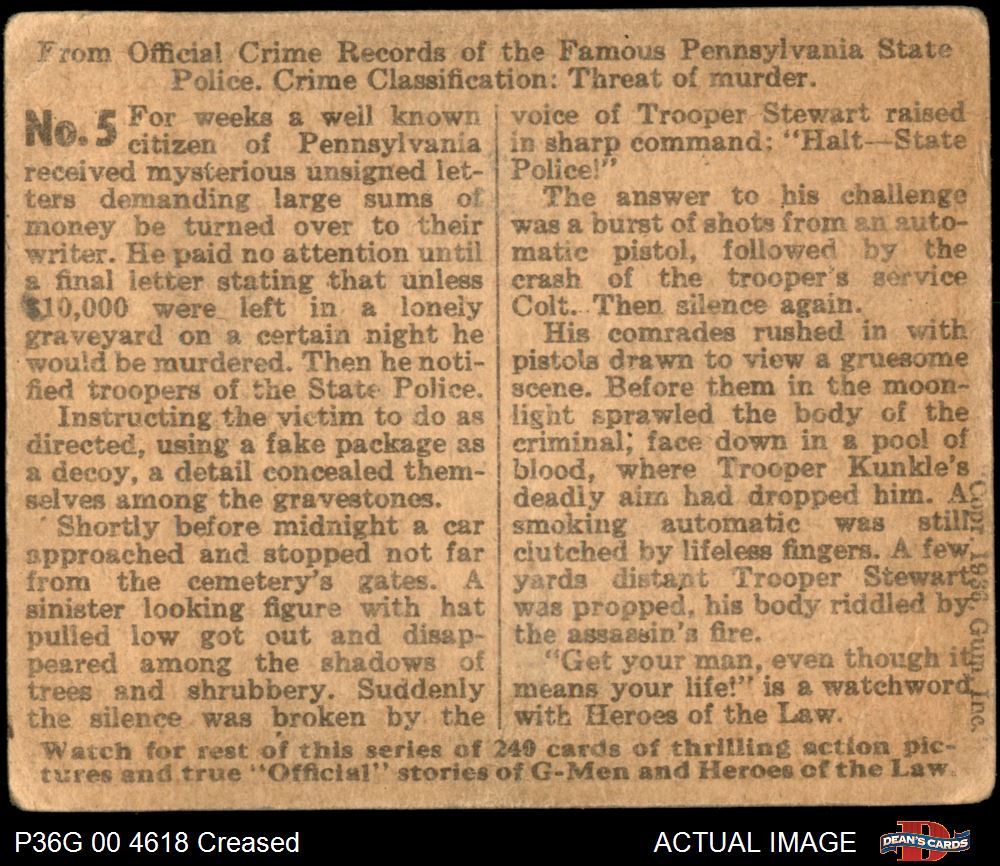 From Official Crime Records of the Famous Pennsylvania State
Police. Crime Classification: Threat of murder.
No. 5 For weeks a well known
citizen of Pennsylvania
received mysterious unsigned let-
ters demanding large sums of
money be turned over to their
writer. He paid no attention until
a final letter stating that unless
$10,000 were left in a lonely
graveyard on a certain night he
would be murdered. Then he noti-
fied troopers of the State Police.
Instructing the victim to do as
directed, using a fake package as
a decoy, a detail concealed them-
selves among the gravestones.
Shortly before midnight a car
approached and stopped not far
from the cemetery's gates. A
sinister looking figure with hat
pulled low got out and disap-
peared among the shadows of
trees and shrubbery. Suddenly
the silence was broken by the
voice of Trooper Stewart raised
in sharp command: "Halt—State
Police!"
The answer to his challenge
was a burst of shots from an auto-
matic pistol, followed by the
crash of the trooper's service
Colt. Then silence again.
His comrades rushed in with
pistols drawn to view a gruesome
scene. Before them in the moon-
light sprawled the body of the
criminal; face down in a pool of
blood, where Trooper Kunkle's
deadly aim had dropped him. A
smoking automatic was still
clutched by lifeless fingers. A few
yards distant Trooper Stewart
was propped, his body riddled by
the assassin's fire.
"Get your man, even though it
means your life!" is a watchword
with Heroes of the Law.
Copr. 1936, Gum, Inc.
Watch for rest of this series of 240 cards of thrilling action pic-
tures and true "Official" stories of G-Men and Heroes of the Law.
P36G 00 4618 Creased
ACTUAL IMAGE
D
DEAN'S CARDS